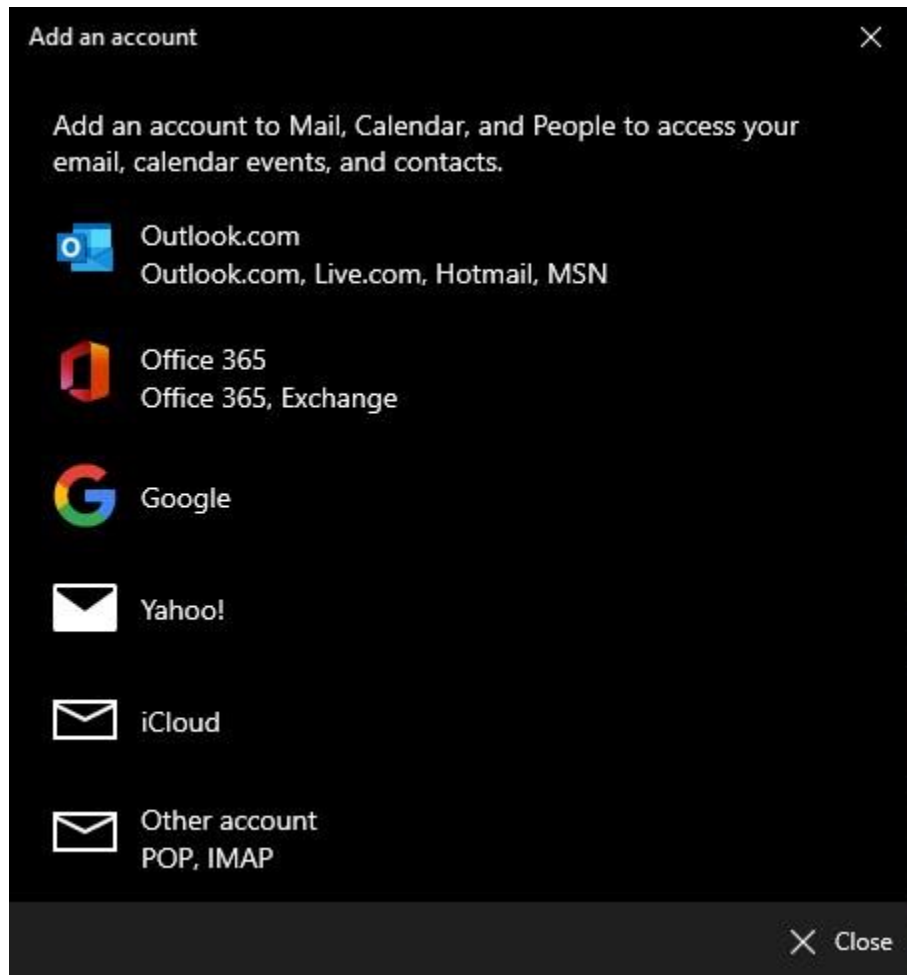 Add an account
Add an account to Mail, Calendar, and People to access your
email, calendar events, and contacts.
Outlook.com
Outlook.com, Live.com, Hotmail, MSN
Office 365
Office 365, Exchange
Google
Yahoo!
iCloud
Other account
POP, IMAP
Close